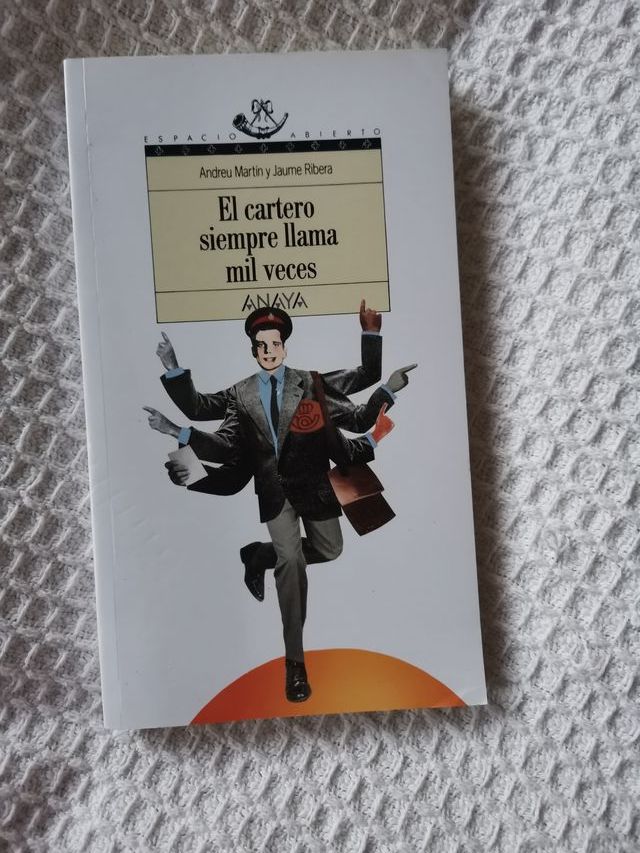 ESPACIO ABIERTO
Andreu Martín y Jaume Ribera
El cartero
siempre llama
mil veces
ANAYA